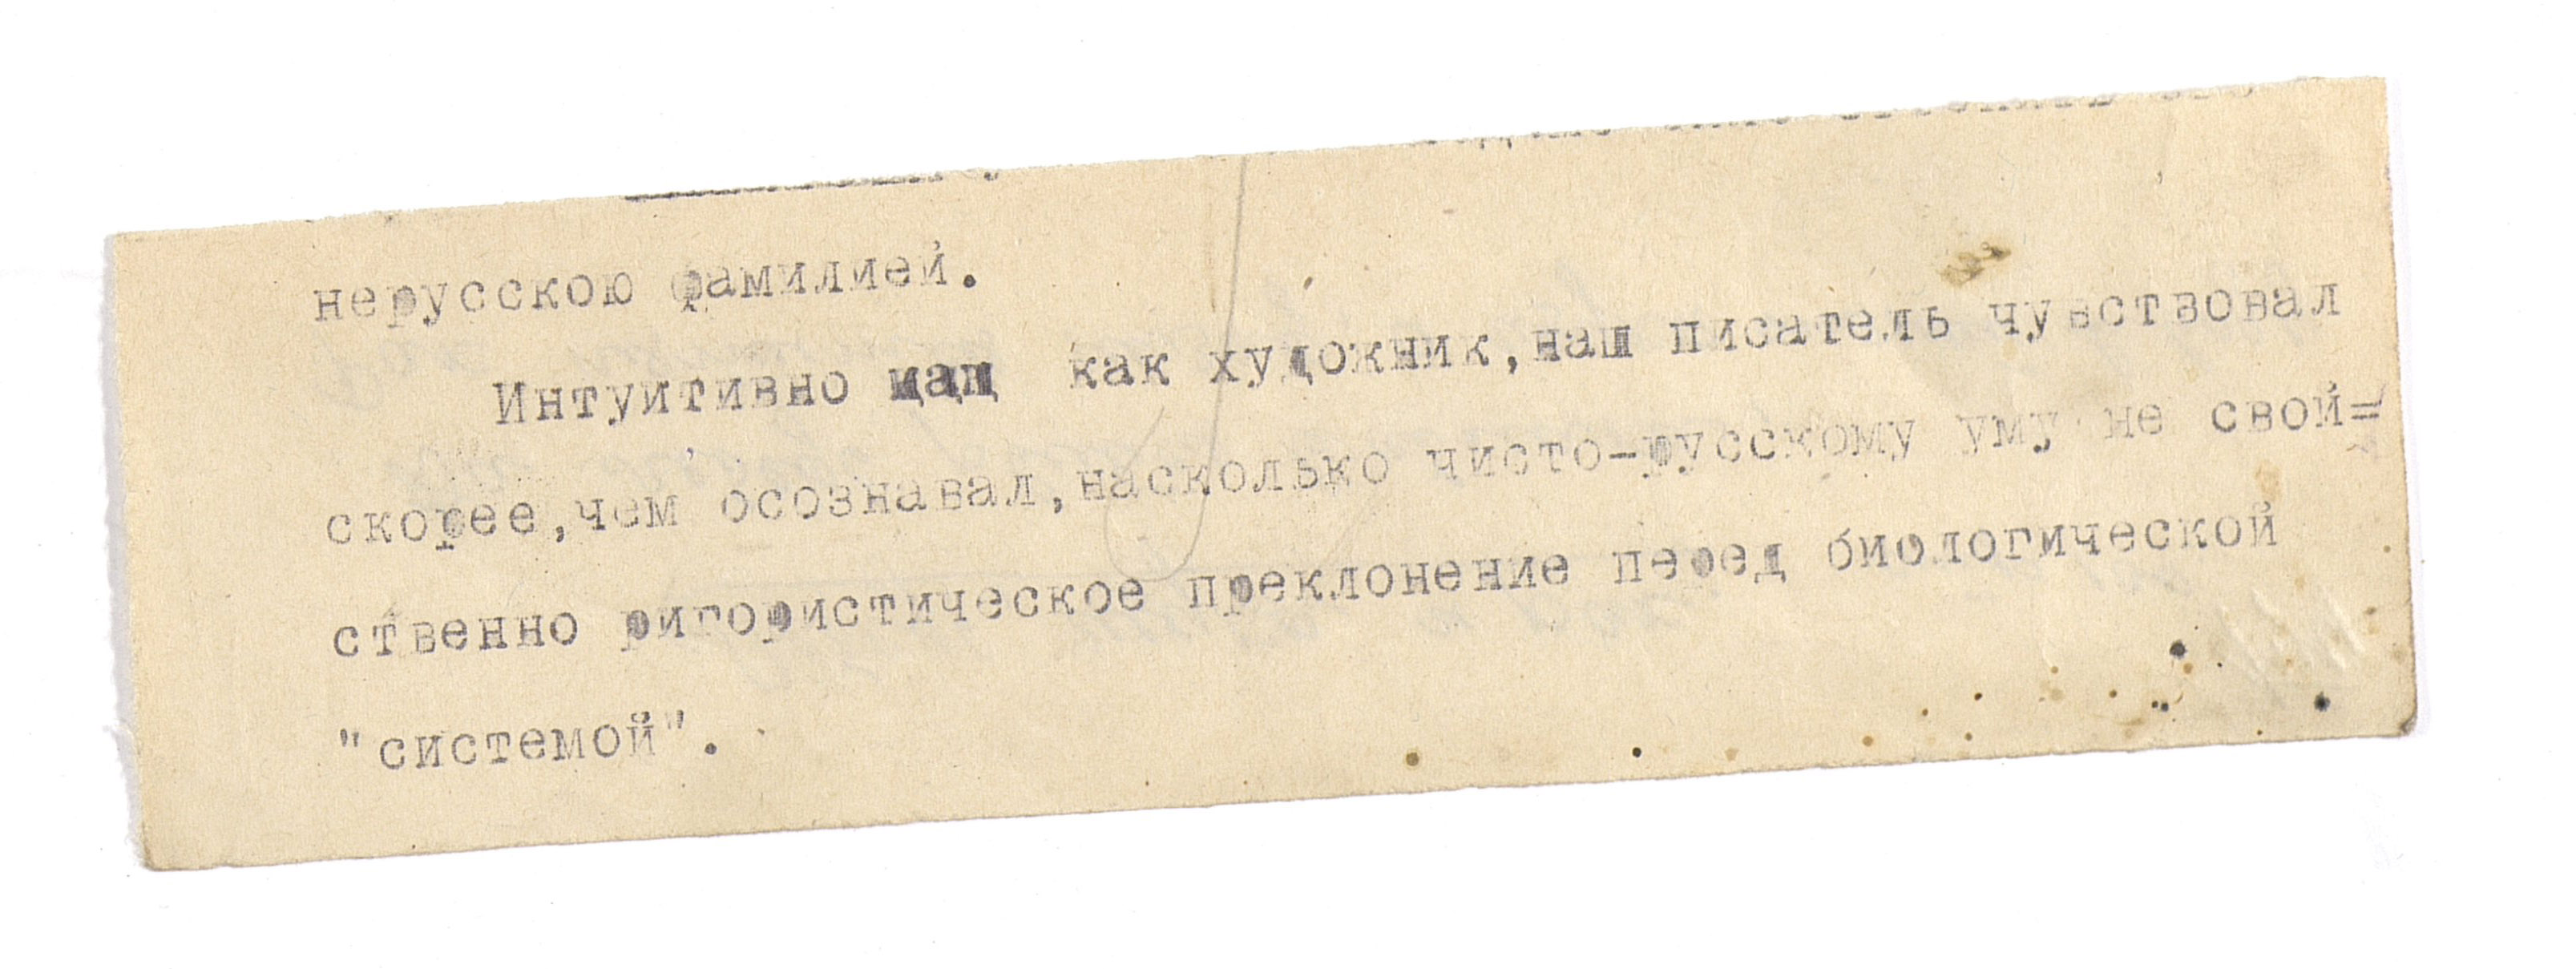 нерусскою фамилией.
Интуитивно как художник,наш писатель чувствовал
скорее,чем осознавал,насколько чисто-русскому уму не свой=
ственно ригористическое преклонение перед биологической
"системой".